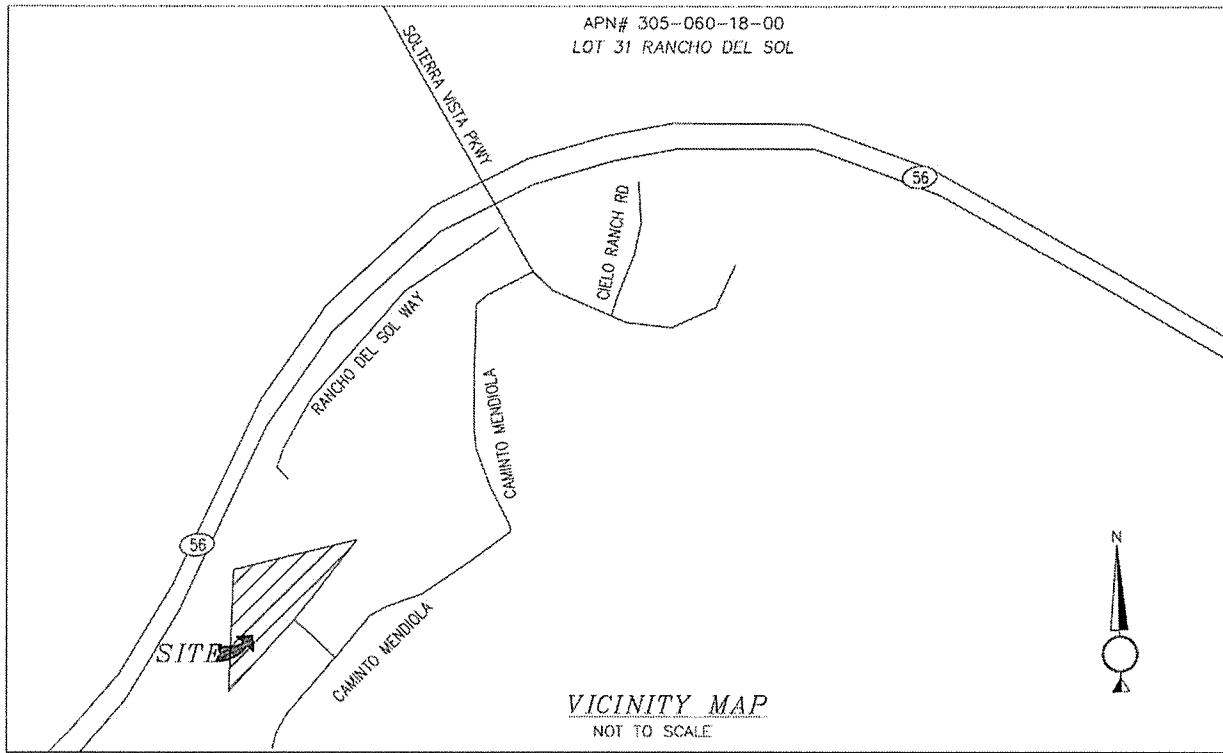 APN# 305-060-18-00
LOT 31 RANCHO DEL SOL
SOLTERRA VISTA PKWY
56
CIELO RANCH RD
RANCHO DEL SOL WAY
CAMINTO MENDIOLA
56
N
SITE
CAMINTO MENDIOLA
VICINITY MAP
NOT TO SCALE